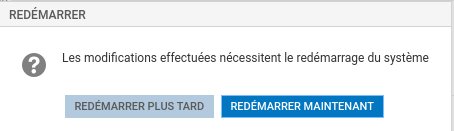 REDÉMARRER
Les modifications effectuées nécessitent le redémarrage du système
REDÉMARRER PLUS TARD
REDÉMARRER MAINTENANT